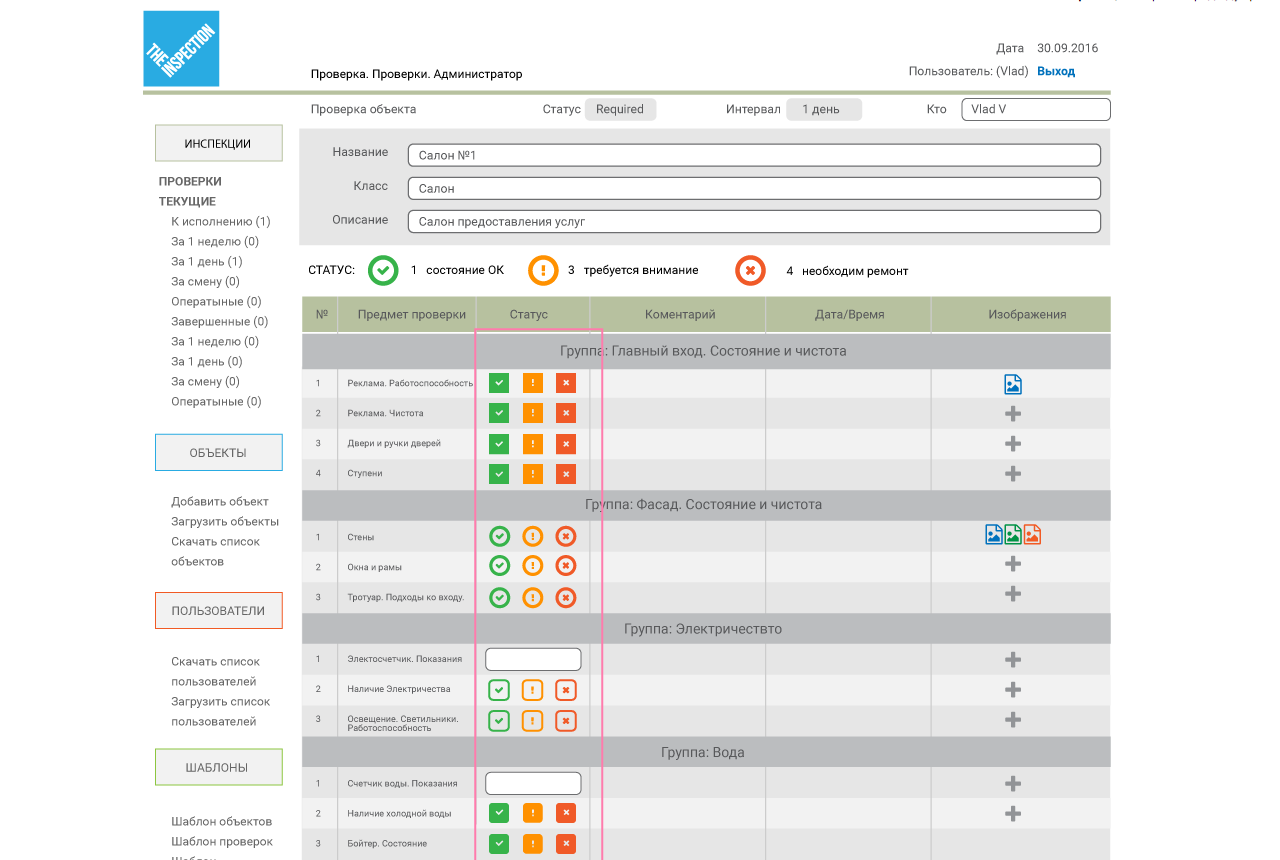 THE INSPECTION
Дата 30.09.2016
Проверка. Проверки. Администратор
Пользователь: (Vlad) Выход
Проверка объекта Статус Required Интервал 1 день Кто Vlad V
ИНСПЕКЦИИ
ПРОВЕРКИ
ТЕКУЩИЕ
К исполнению (1)
За 1 неделю (0)
За 1 день (1)
За смену (0)
Оператыные (0)
Завершенные (0)
За 1 неделю (0)
За 1 день (0)
За смену (0)
Оператыные (0)
ОБЪЕКТЫ
Добавить объект
Загрузить объекты
Скачать список
объектов
ПОЛЬЗОВАТЕЛИ
Скачать список
пользователей
Загрузить список
пользователей
ШАБЛОНЫ
Шаблон объектов
Шаблон проверок
Шаблон
Название Салон №1
Класс Салон
Описание Салон предоставления услуг
СТАТУС: 1 состояние ОК 3 требуется внимание 4 необходим ремонт
№ Предмет проверки Статус Коментарий Дата/Время Изображения
Группа: Главный вход. Состояние и чистота
1 Реклама. Работоспособность
2 Реклама. Чистота
3 Двери и ручки дверей
4 Ступени
Группа: Фасад. Состояние и чистота
1 Стены
2 Окна и рамы
3 Тротуар. Подходы ко входу.
Группа: Электричествто
1 Электосчетчик. Показания
2 Наличие Электричества
3 Освещение. Светильники.
Работоспособность
Группа: Вода
1 Счетчик воды. Показания
2 Наличие холодной воды
3 Бойтер. Состояние